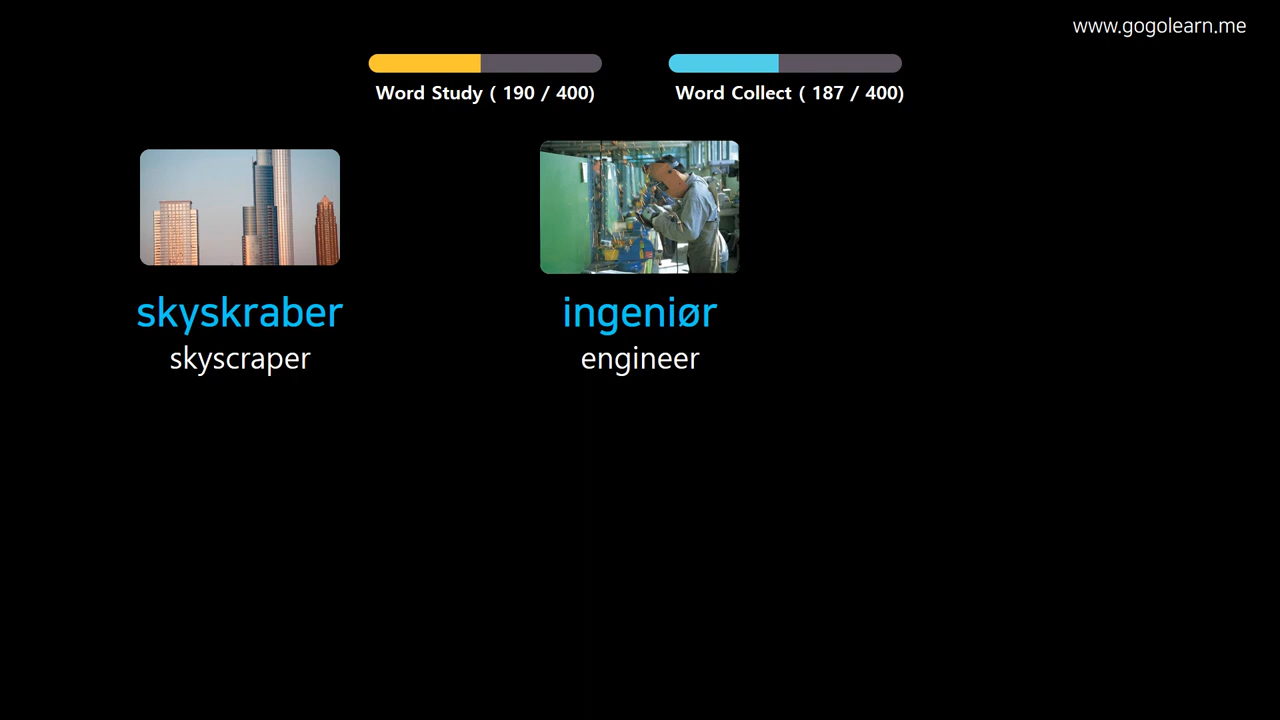 www.gogolearn.me
Word Study ( 190 / 400)
Word Collect ( 187 / 400)
skyskraber
skyscraper
ingeniør
engineer